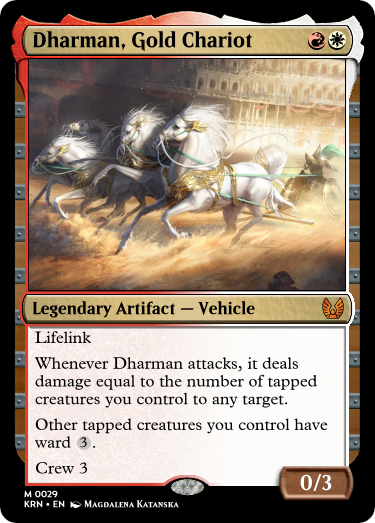 Dharman, Gold Chariot
Legendary Artifact — Vehicle
Lifelink
Whenever Dharman attacks, it deals
damage equal to the number of tapped
creatures you control to any target.
Other tapped creatures you control have
ward 3.
Crew 3
0/3
M 0029
KRN • EN Magdalena Katanska